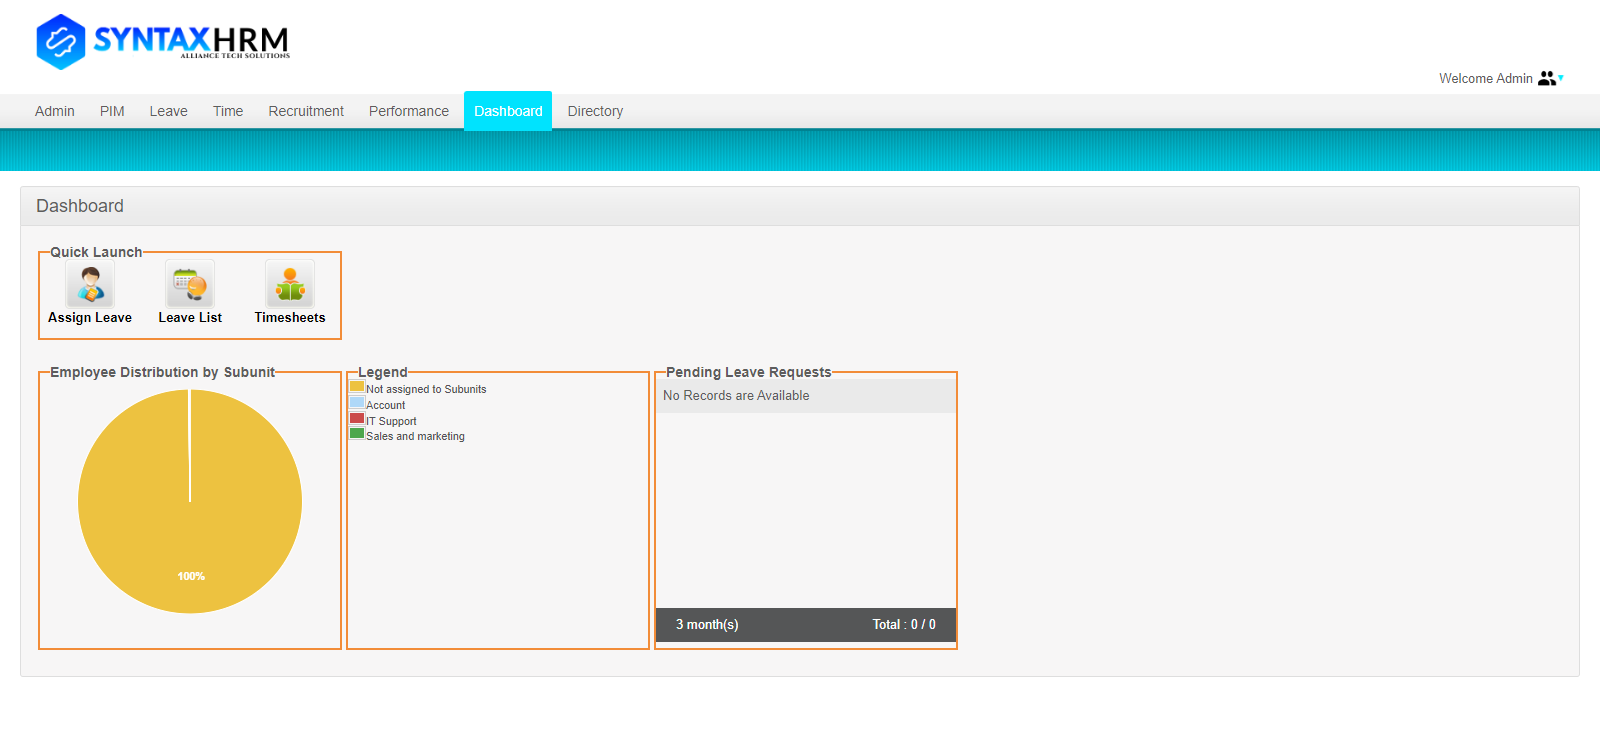 SYNTAXHRM
ALLIANCE TECH SOLUTIONS
Welcome Admin
Admin PIM Leave Time Recruitment Performance Dashboard Directory
Dashboard
Quick Launch
Assign Leave Leave List Timesheets
Employee Distribution by Subunit
100%
Legend
Not assigned to Subunits
Account
IT Support
Sales and marketing
Pending Leave Requests
No Records are Available
3 month(s) Total : 0 / 0